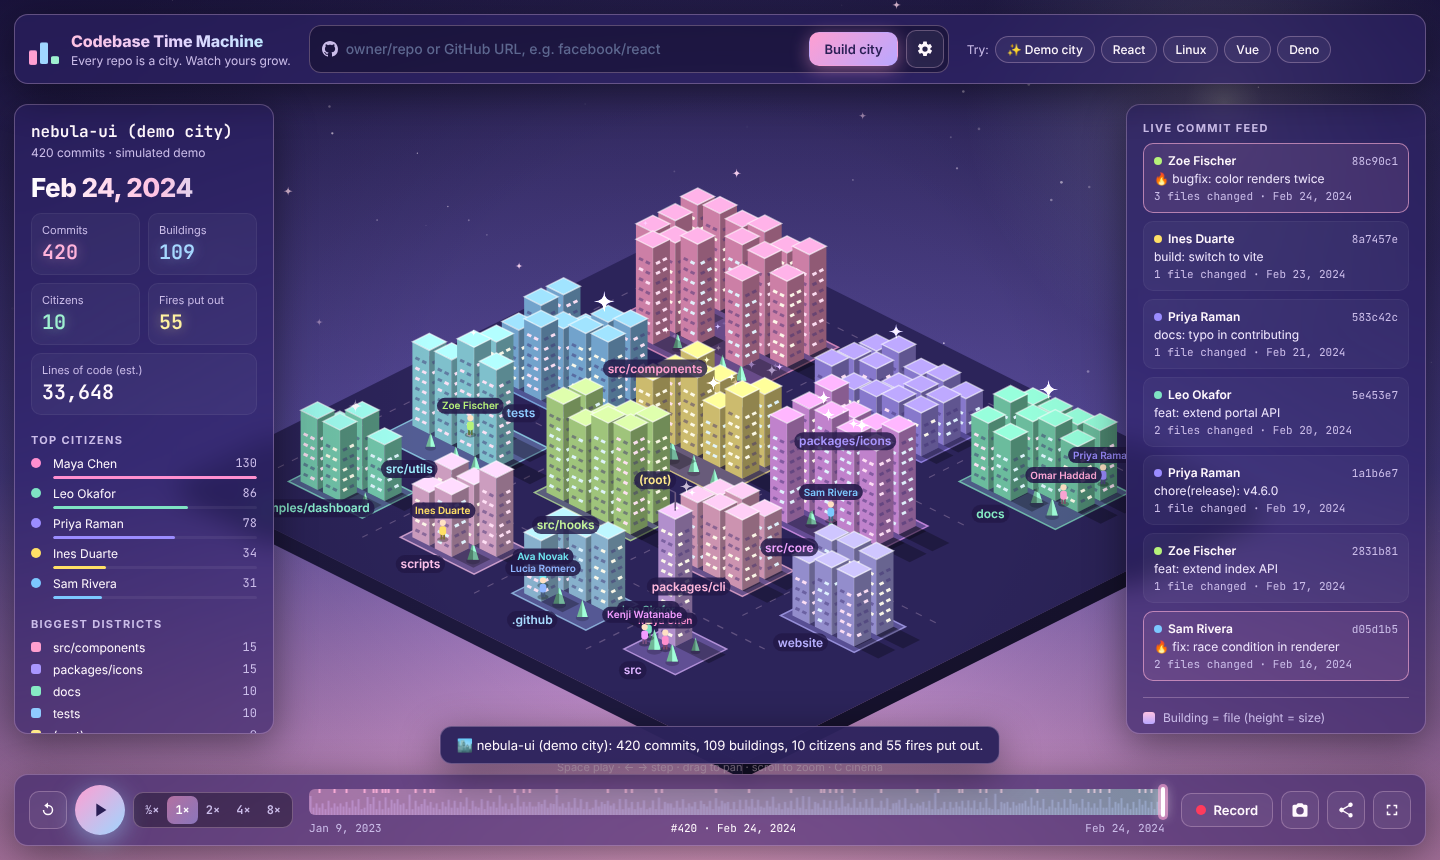 Codebase Time Machine
Every repo is a city. Watch yours grow.
owner/repo or GitHub URL, e.g. facebook/react
Build city
Try:
✨ Demo city
React
Linux
Vue
Deno
nebula-ui (demo city)
420 commits · simulated demo
Feb 24, 2024
Commits
420
Buildings
109
Citizens
10
Fires put out
55
Lines of code (est.)
33,648
TOP CITIZENS
Maya Chen 130
Leo Okafor 86
Priya Raman 78
Ines Duarte 34
Sam Rivera 31
BIGGEST DISTRICTS
src/components 15
packages/icons 15
docs 10
tests 10
src/components
Zoe Fischer
tests
packages/icons
src/utils
Priya Rama
Omar Haddad
(root)
Sam Rivera
mples/dashboard
Ines Duarte
docs
src/hooks
src/core
Ava Novak
Lucia Romero
scripts
packages/cli
.github
Kenji Watanabe
website
src
LIVE COMMIT FEED
Zoe Fischer 88c90c1
🔥 bugfix: color renders twice
3 files changed · Feb 24, 2024
Ines Duarte 8a7457e
build: switch to vite
1 file changed · Feb 23, 2024
Priya Raman 583c42c
docs: typo in contributing
1 file changed · Feb 21, 2024
Leo Okafor 5e453e7
feat: extend portal API
2 files changed · Feb 20, 2024
Priya Raman 1a1b6e7
chore(release): v4.6.0
1 file changed · Feb 19, 2024
Zoe Fischer 2831b81
feat: extend index API
1 file changed · Feb 17, 2024
Sam Rivera d05d1b5
🔥 fix: race condition in renderer
2 files changed · Feb 16, 2024
Building = file (height = size)
🏙️ nebula-ui (demo city): 420 commits, 109 buildings, 10 citizens and 55 fires put out.
Space play · ← → step · drag to pan · scroll to zoom · C cinema
½× 1× 2× 4× 8×
Jan 9, 2023
#420 · Feb 24, 2024
Feb 24, 2024
Record